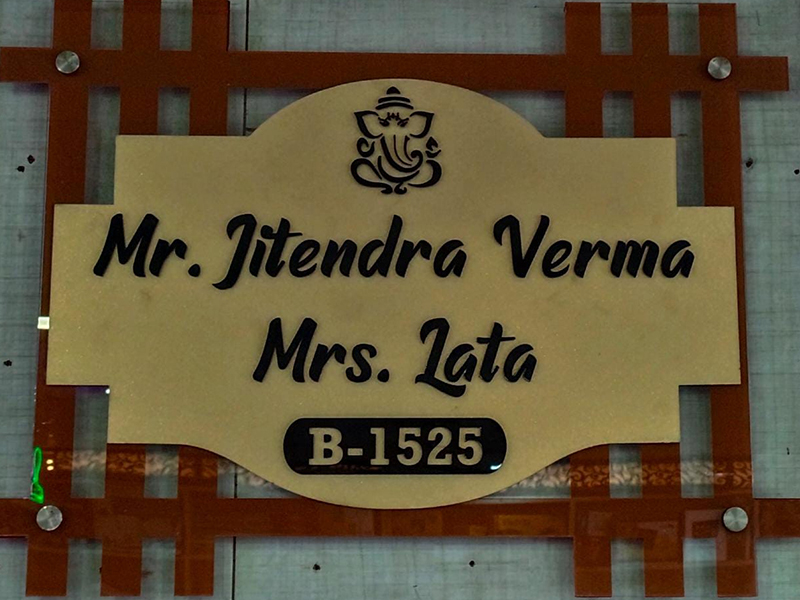 Mr. Jitendra Verma
Mrs. Lata
B-1525